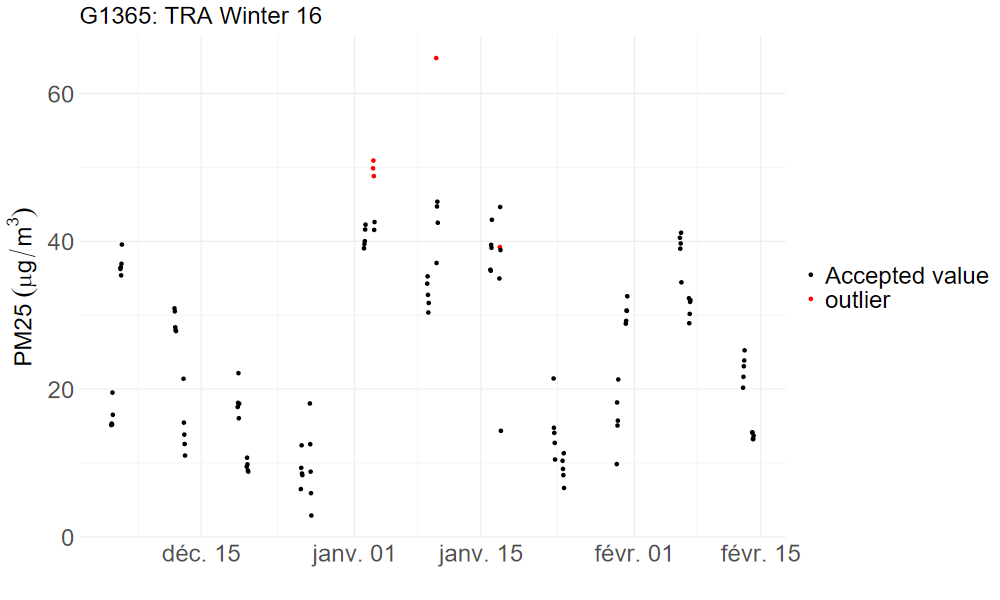 G1365: TRA Winter 16
PM25 (μg/m³)
60
40
20
0
déc. 15
janv. 01
janv. 15
févr. 01
févr. 15
Accepted value
outlier